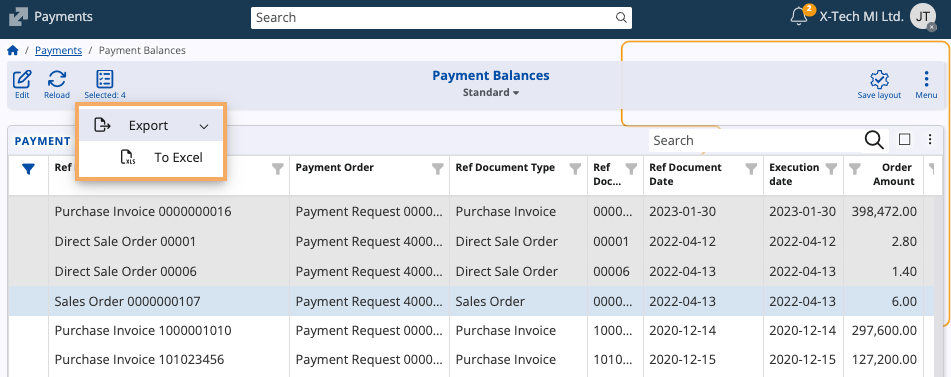 Payments
Search
2
X-Tech MI Ltd.
JT
/ Payments / Payment Balances
Edit
Reload
Selected: 4
Payment Balances
Standard
Save layout
Menu
Export
To Excel
XLS
PAYMENT
Search
Ref
Payment Order
Ref Document Type
Ref Doc...
Ref Document Date
Execution date
Order Amount
Purchase Invoice 0000000016 Payment Request 0000... Purchase Invoice 0000... 2023-01-30 2023-01-30 398,472.00
Direct Sale Order 00001 Payment Request 4000... Direct Sale Order 00001 2022-04-12 2022-04-12 2.80
Direct Sale Order 00006 Payment Request 4000... Direct Sale Order 00006 2022-04-13 2022-04-13 1.40
Sales Order 0000000107 Payment Request 4000... Sales Order 0000... 2022-04-13 2022-04-13 6.00
Purchase Invoice 1000001010 Payment Request 0000... Purchase Invoice 1000... 2020-12-14 2020-12-14 297,600.00
Purchase Invoice 101023456 Payment Request 0000... Purchase Invoice 1010... 2020-12-15 2020-12-15 127,200.00